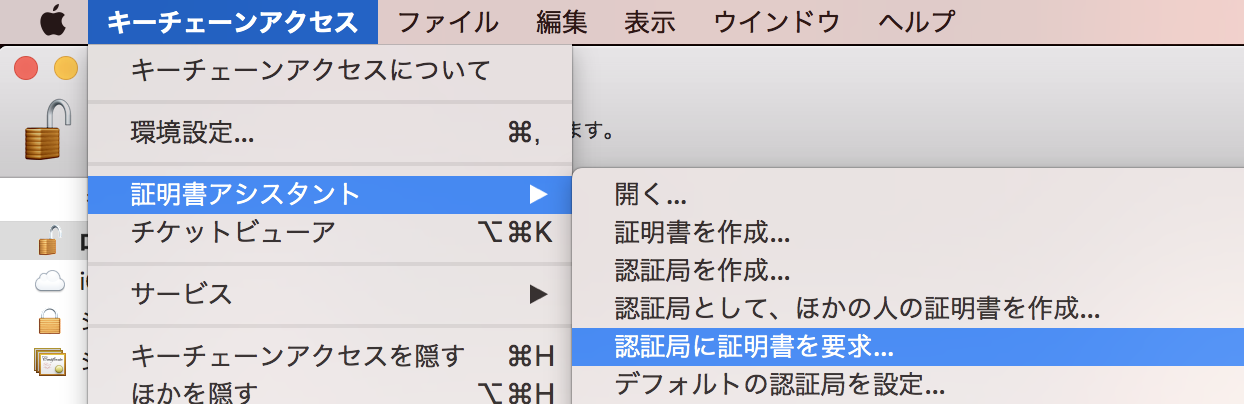 キーチェーンアクセス ファイル 編集 表示 ウインドウ ヘルプ
キーチェーンアクセスについて
環境設定... ⌘,
ます。
証明書アシスタント ▶
チケットビューア ⌥⌘K
サービス ▶
キーチェーンアクセスを隠す ⌘H
ほかを隠す ⌥⌘H
開く...
証明書を作成...
認証局を作成...
認証局として、ほかの人の証明書を作成...
認証局に証明書を要求...
デフォルトの認証局を設定...